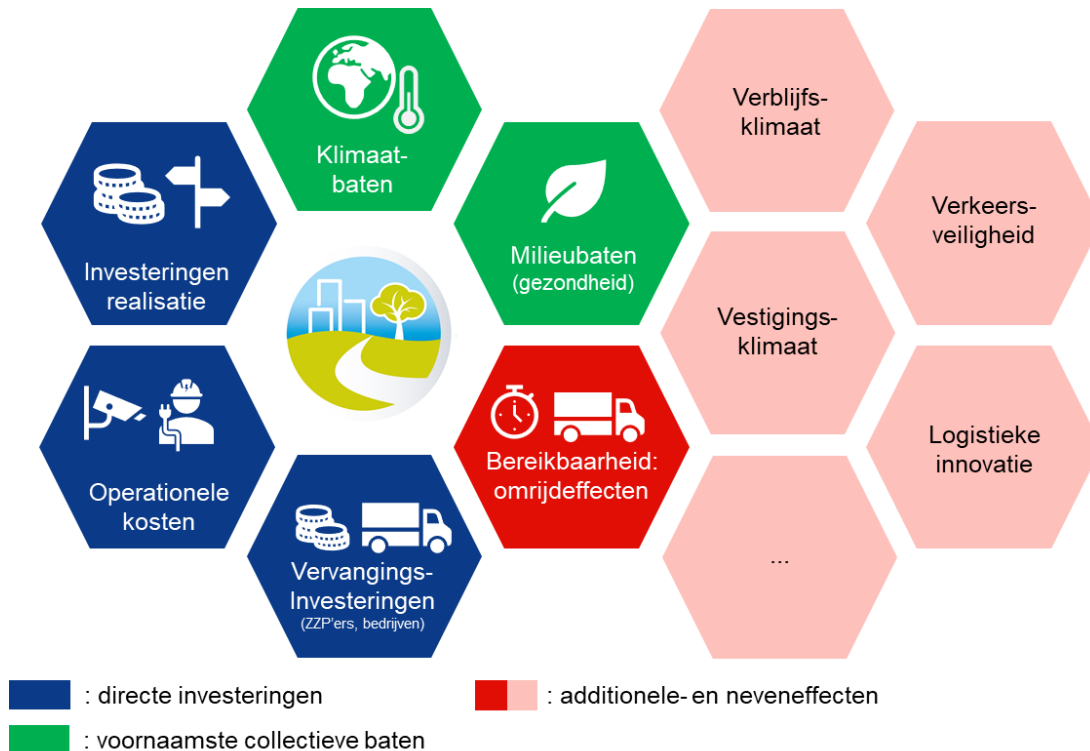 Klimaat-
baten
Investeringen
realisatie
Milieubaten
(gezondheid)
Operationele
kosten
Vervangings-
Investeringen
(ZZP'ers, bedrijven)
Bereikbaarheid:
omrijdeffecten
Verblijfs-
klimaat
Verkeers-
veiligheid
Vestigings-
klimaat
Logistieke
innovatie
...
: directe investeringen
: additionele- en neveneffecten
: voornaamste collectieve baten